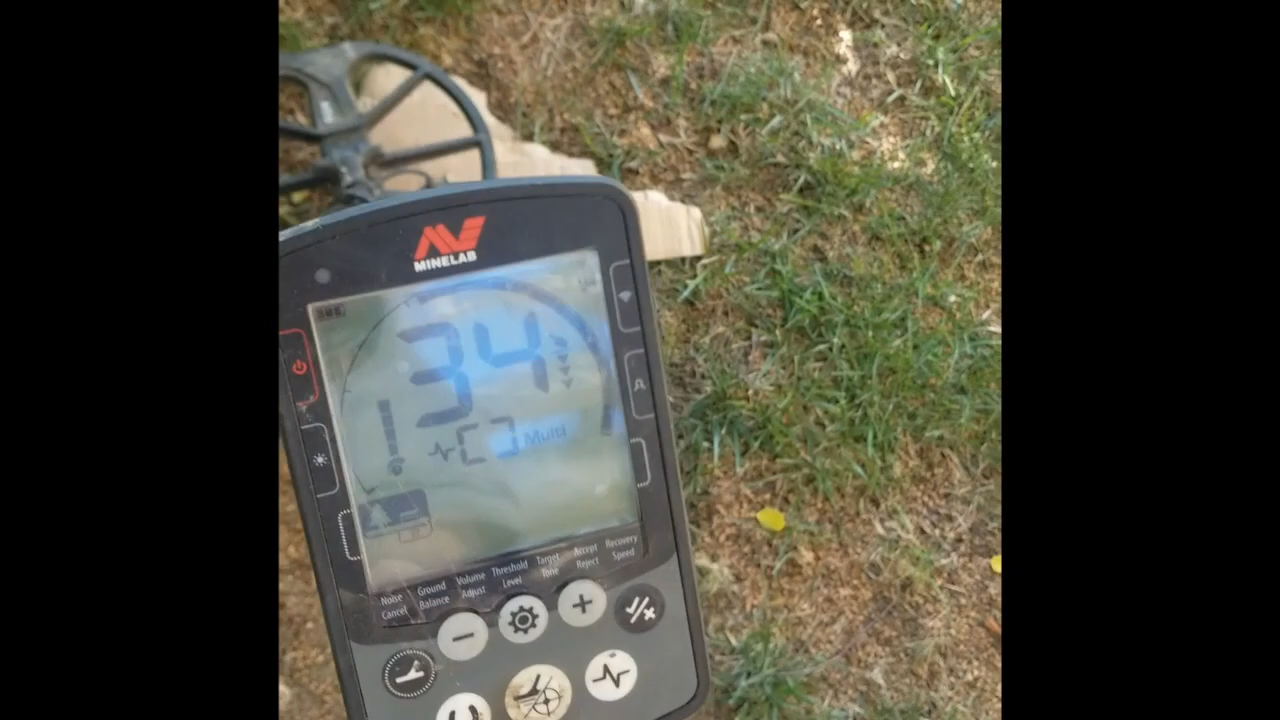 MINELAB
34
Multi
Noise Cancel
Ground Balance
Volume Adjust
Threshold Level
Target Tone
Accept Reject
Recovery Speed